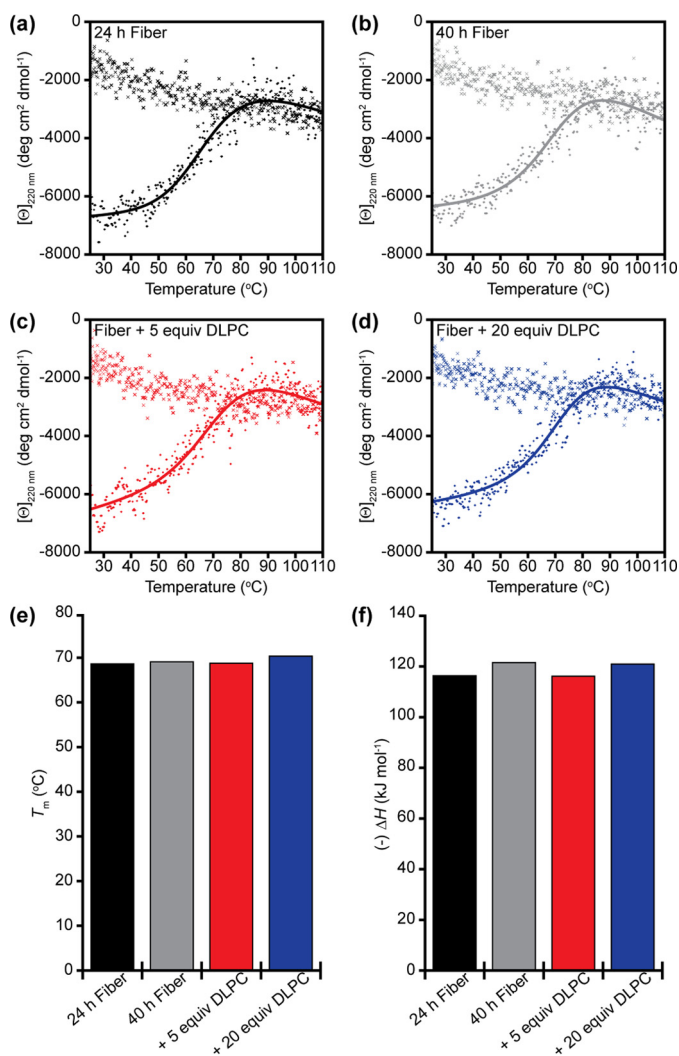 (a)
24 h Fiber
0
-2000
-4000
-6000
-8000
[Θ]220 nm (deg cm2 dmol-1)
30 40 50 60 70 80 90 100 110
Temperature (oC)
(b)
40 h Fiber
0
-2000
-4000
-6000
-8000
[Θ]220 nm (deg cm2 dmol-1)
30 40 50 60 70 80 90 100 110
Temperature (oC)
(c)
Fiber + 5 equiv DLPC
0
-2000
-4000
-6000
-8000
[Θ]220 nm (deg cm2 dmol-1)
30 40 50 60 70 80 90 100 110
Temperature (oC)
(d)
Fiber + 20 equiv DLPC
0
-2000
-4000
-6000
-8000
[Θ]220 nm (deg cm2 dmol-1)
30 40 50 60 70 80 90 100 110
Temperature (oC)
(e)
80
70
60
50
40
30
20
10
0
Tm (oC)
24 h Fiber
40 h Fiber
+ 5 equiv DLPC
+ 20 equiv DLPC
(f)
140
120
100
80
60
40
20
0
(-) ΔH (kJ mol-1)
24 h Fiber
40 h Fiber
+ 5 equiv DLPC
+ 20 equiv DLPC